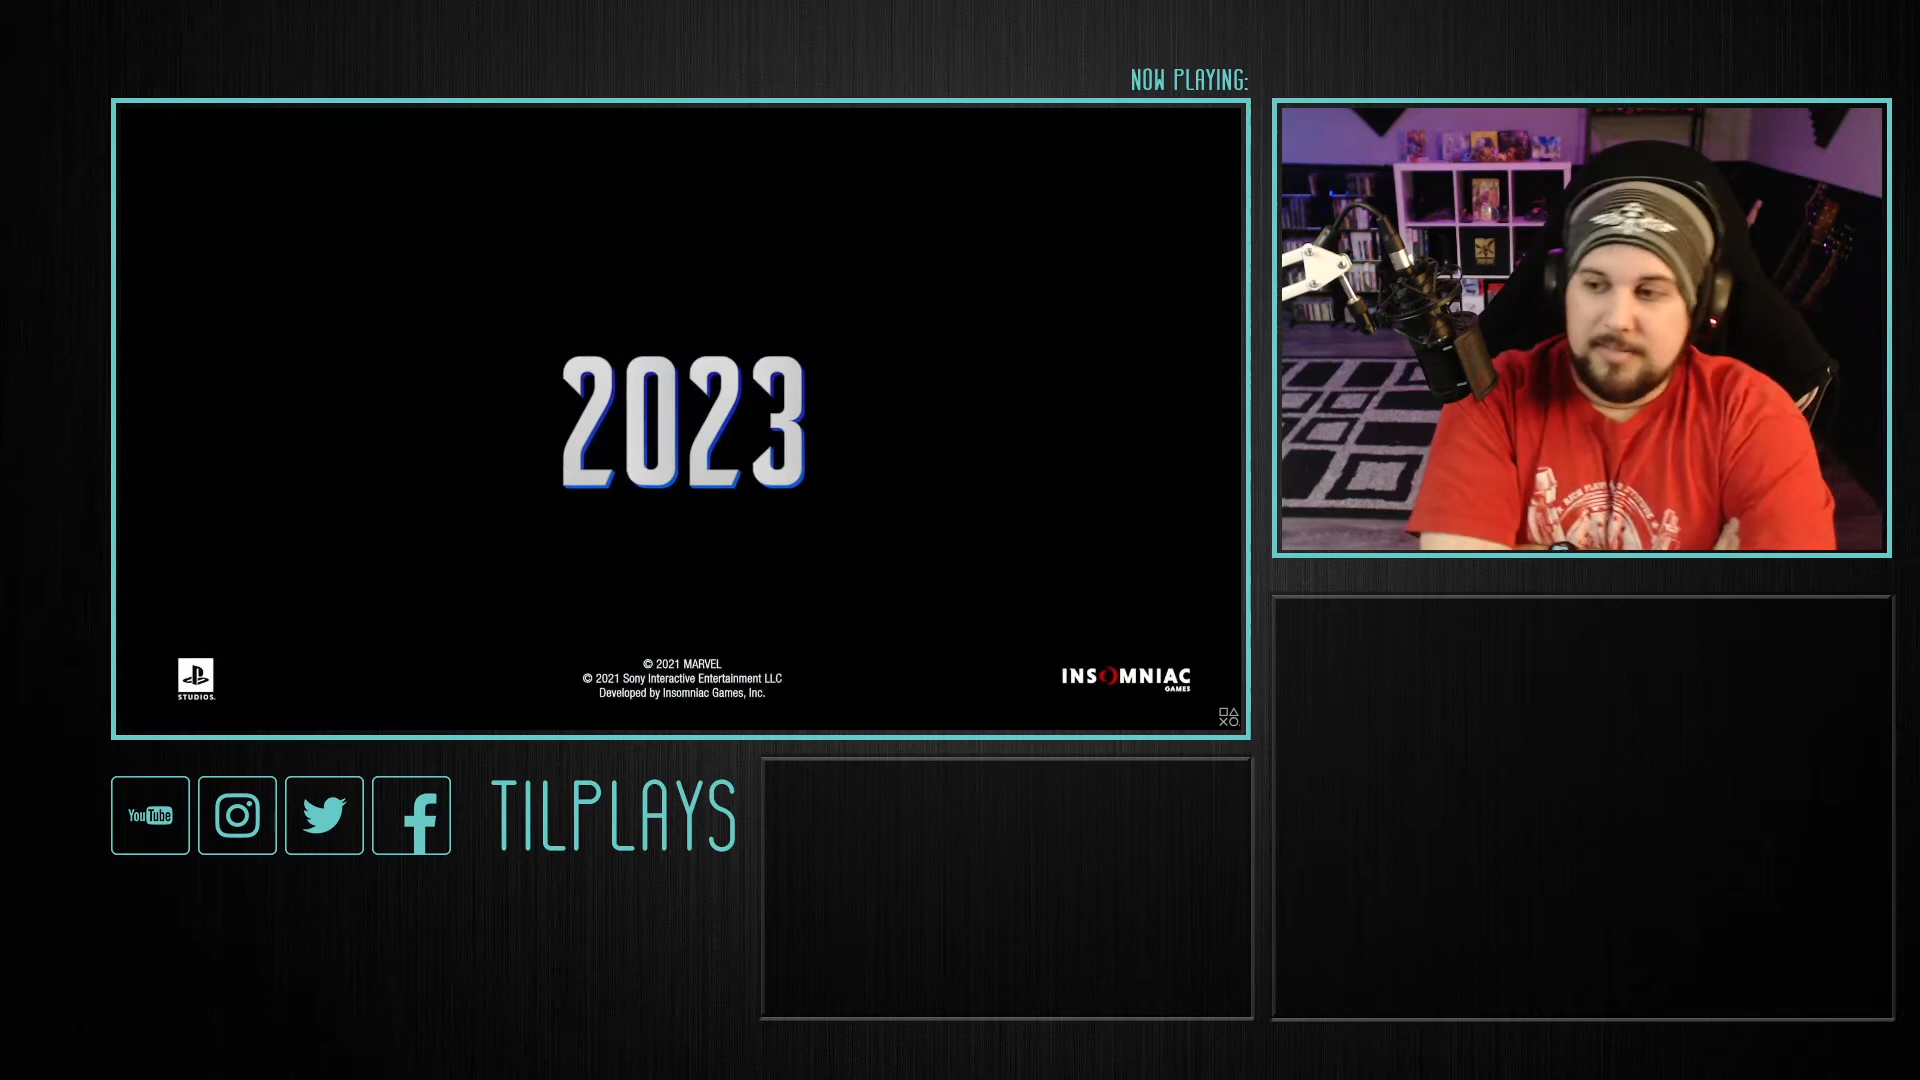 NOW PLAYING:
2023
STUDIOS.
© 2021 MARVEL
© 2021 Sony Interactive Entertainment LLC
Developed by Insomniac Games, Inc.
INSOMNIAC
GAMES
YouTube
TILPLAYS